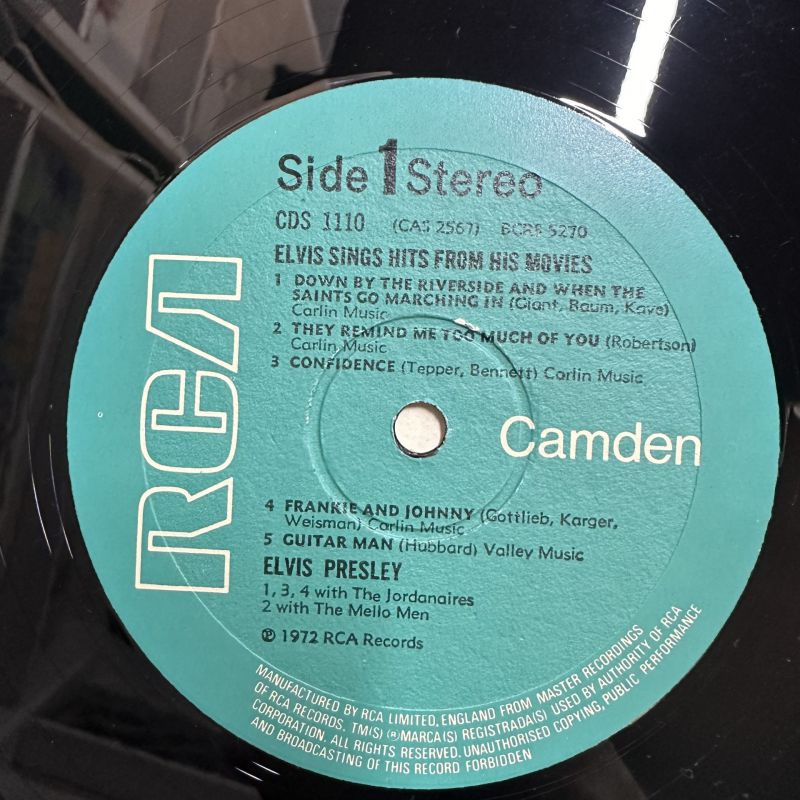 Side 1 Stereo
CDS 1110 (CAS 2567) BCRS 5270
ELVIS SINGS HITS FROM HIS MOVIES
1 DOWN BY THE RIVERSIDE AND WHEN THE
SAINTS GO MARCHING IN (Giant, Baum, Kaye)
Carlin Music
2 THEY REMIND ME TOO MUCH OF YOU (Robertson)
Carlin Music
3 CONFIDENCE (Tepper, Bennett) Carlin Music
RCA
Camden
4 FRANKIE AND JOHNNY (Gottlieb, Karger,
Weisman) Carlin Music
5 GUITAR MAN (Hubbard) Valley Music
ELVIS PRESLEY
1, 3, 4 with The Jordanaires
2 with The Mello Men
℗ 1972 RCA Records
MANUFACTURED BY RCA LIMITED, ENGLAND FROM MASTER RECORDINGS
OF RCA RECORDS. TM(S) ® MARCA(S) REGISTRADA(S) USED BY AUTHORITY OF RCA
CORPORATION. ALL RIGHTS RESERVED. UNAUTHORISED COPYING, PUBLIC PERFORMANCE
AND BROADCASTING OF THIS RECORD FORBIDDEN